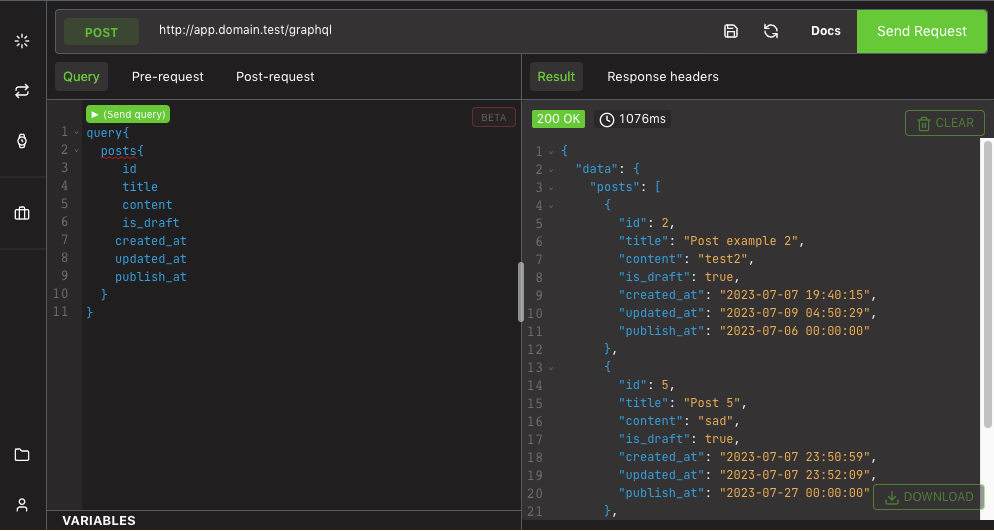 POST http://app.domain.test/graphql Docs Send Request
Query Pre-request Post-request
Result Response headers
(Send query)
BETA
1 query{
2 posts{
3 id
4 title
5 content
6 is_draft
7 created_at
8 updated_at
9 publish_at
10 }
11 }
VARIABLES
200 OK 1076ms
CLEAR
1 {
2 "data": {
3 "posts": [
4 {
5 "id": 2,
6 "title": "Post example 2",
7 "content": "test2",
8 "is_draft": true,
9 "created_at": "2023-07-07 19:40:15",
10 "updated_at": "2023-07-09 04:50:29",
11 "publish_at": "2023-07-06 00:00:00"
12 },
13 {
14 "id": 5,
15 "title": "Post 5",
16 "content": "sad",
17 "is_draft": true,
18 "created_at": "2023-07-07 23:50:59",
19 "updated_at": "2023-07-07 23:52:09",
20 "publish_at": "2023-07-27 00:00:00"
21 },
DOWNLOAD